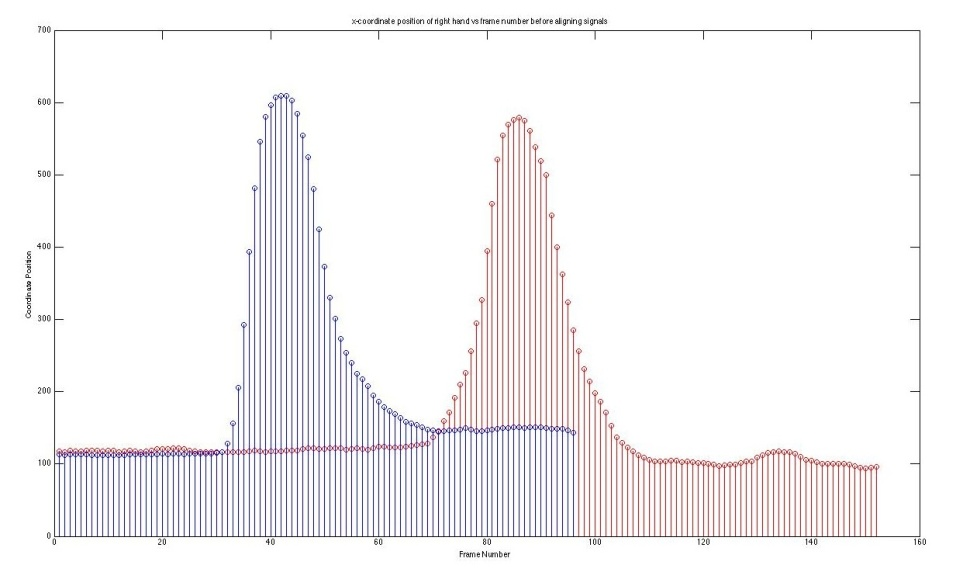 x-coordinate position of right hand vs frame number before aligning signals
700
600
500
400
300
200
100
0
Coordinate Position
0 20 40 60 80 100 120 140 160
Frame Number